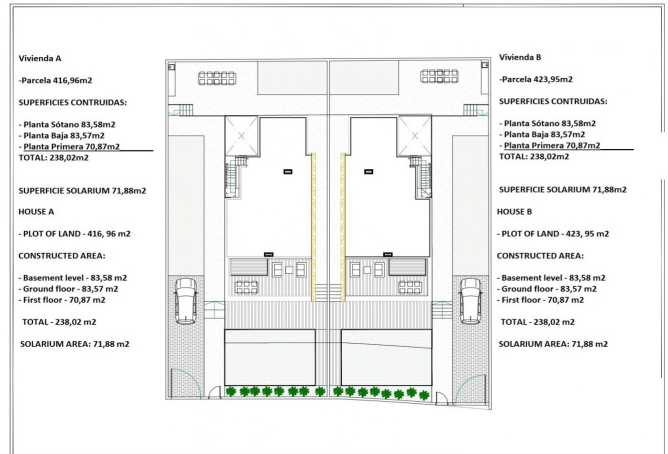 Vivienda A
-Parcela 416,96m2
SUPERFICIES CONTRUIDAS:
- Planta Sótano 83,58m2
- Planta Baja 83,57m2
- Planta Primera 70,87m2
TOTAL: 238,02m2
SUPERFICIE SOLARIUM 71,88m2
HOUSE A
- PLOT OF LAND - 416, 96 m2
CONSTRUCTED AREA:
- Basement level - 83,58 m2
- Ground floor - 83,57 m2
- First floor - 70,87 m2
TOTAL - 238,02 m2
SOLARIUM AREA: 71,88 m2
Vivienda B
-Parcela 423,95m2
SUPERFICIES CONTRUIDAS:
- Planta Sótano 83,58m2
- Planta Baja 83,57m2
- Planta Primera 70,87m2
TOTAL: 238,02m2
SUPERFICIE SOLARIUM 71,88m2
HOUSE B
- PLOT OF LAND - 423, 95 m2
CONSTRUCTED AREA:
- Basement level - 83,58 m2
- Ground floor - 83,57 m2
- First floor - 70,87 m2
TOTAL - 238,02 m2
SOLARIUM AREA: 71,88 m2